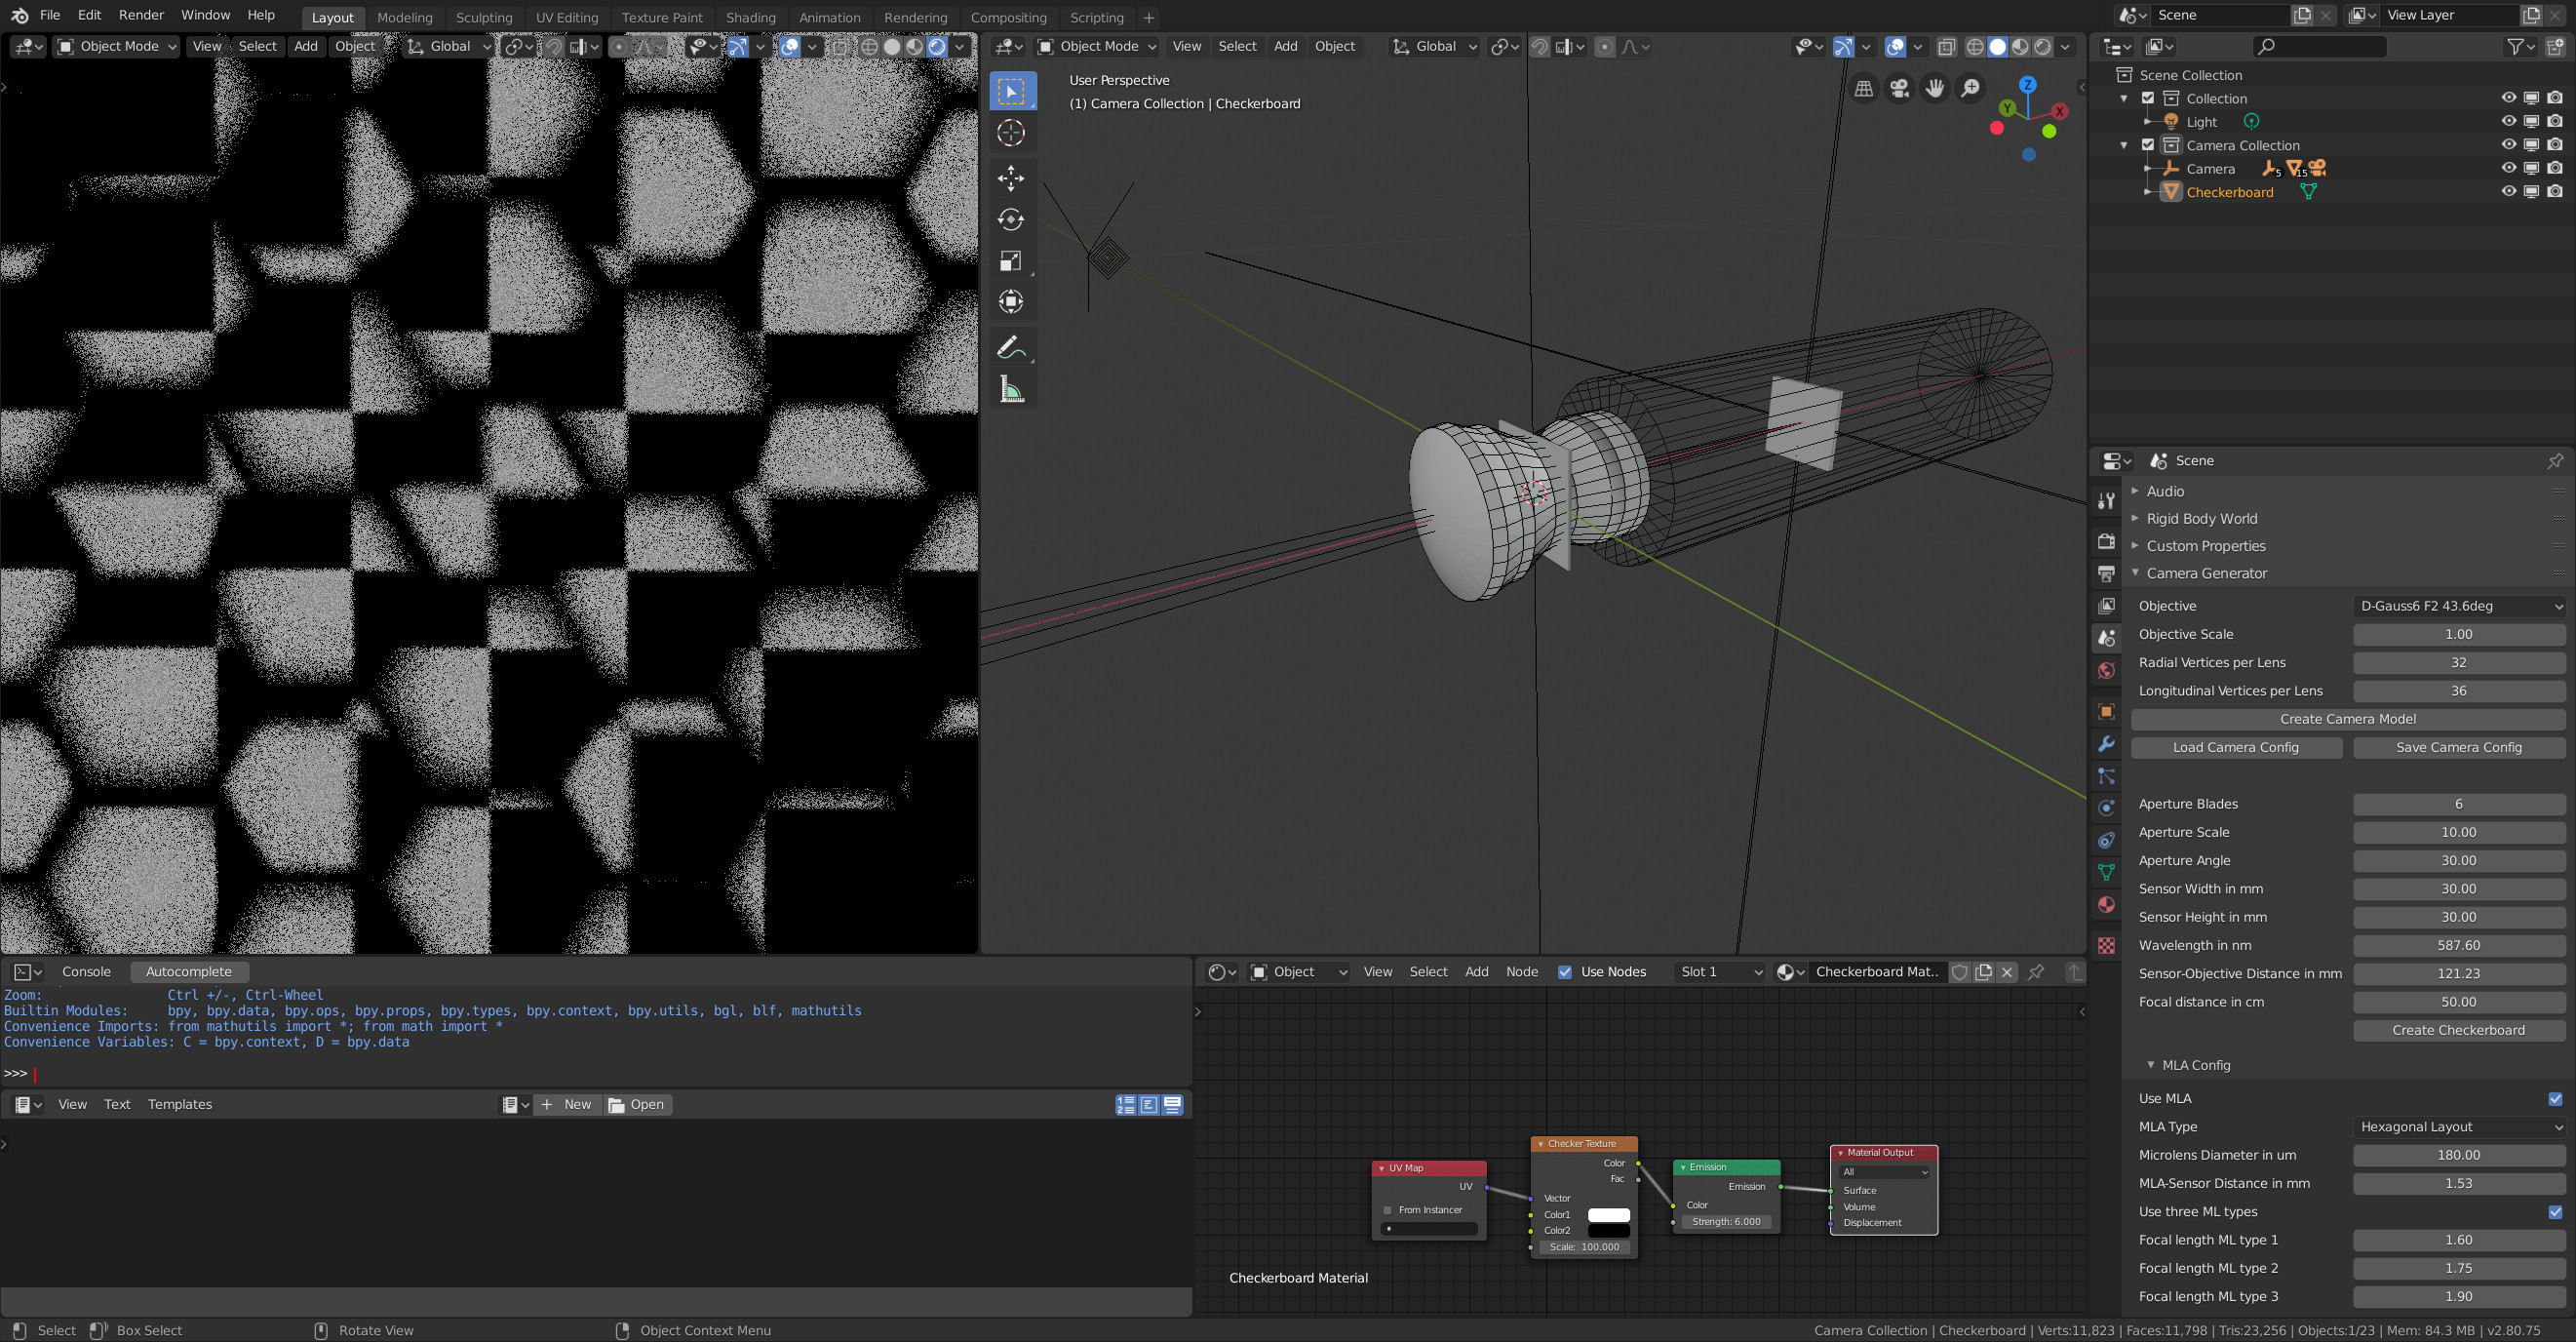 File Edit Render Window Help Layout Modeling Sculpting UV Editing Texture Paint Shading Animation Rendering Compositing Scripting + Scene View Layer
Object Mode View Select Add Object Global
Object Mode View Select Add Object Global
User Perspective
(1) Camera Collection | Checkerboard
Z
Y
X
Scene Collection
Collection
Light
Camera Collection
Camera 5 15
Checkerboard
Scene
Audio
Rigid Body World
Custom Properties
Camera Generator
Objective D-Gauss6 F2 43.6deg
Objective Scale 1.00
Radial Vertices per Lens 32
Longitudinal Vertices per Lens 36
Create Camera Model
Load Camera Config Save Camera Config
Aperture Blades 6
Aperture Scale 10.00
Aperture Angle 30.00
Sensor Width in mm 30.00
Sensor Height in mm 30.00
Wavelength in nm 587.60
Sensor-Objective Distance in mm 121.23
Focal distance in cm 50.00
Create Checkerboard
MLA Config
Use MLA
MLA Type Hexagonal Layout
Microlens Diameter in um 180.00
MLA-Sensor Distance in mm 1.53
Use three ML types
Focal length ML type 1 1.60
Focal length ML type 2 1.75
Focal length ML type 3 1.90
Console Autocomplete
Zoom: Ctrl +/-, Ctrl-Wheel
Builtin Modules: bpy, bpy.data, bpy.ops, bpy.props, bpy.types, bpy.context, bpy.utils, bgl, blf, mathutils
Convenience Imports: from mathutils import *; from math import *
Convenience Variables: C = bpy.context, D = bpy.data
>>>
View Text Templates + New Open
Object View Select Add Node Use Nodes Slot 1 Checkerboard Mat..
UV Map
UV
From Instancer
Checker Texture
Color
Fac
Vector
Color1
Color2
Scale: 100.000
Emission
Emission
Color
Strength: 6.000
Material Output
All
Surface
Volume
Displacement
Checkerboard Material
Select Box Select Rotate View Object Context Menu
Camera Collection | Checkerboard | Verts:11,823 | Faces:11,798 | Tris:23,256 | Objects:1/23 | Mem: 84.3 MB | v2.80.75